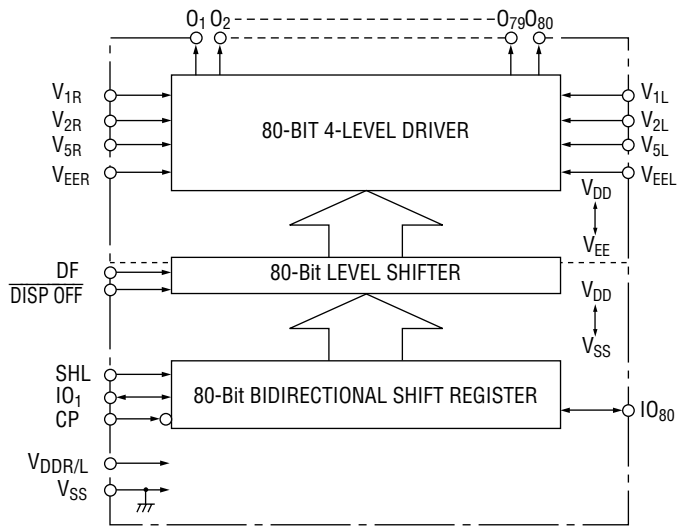 O1 O2 O79 O80
V1R
V2R
V5R
VEER
80-BIT 4-LEVEL DRIVER
V1L
V2L
V5L
VEEL
VDD
VEE
DF
DISP OFF
80-Bit LEVEL SHIFTER
VDD
VSS
SHL
IO1
CP
80-Bit BIDIRECTIONAL SHIFT REGISTER
IO80
VDDR/L
VSS